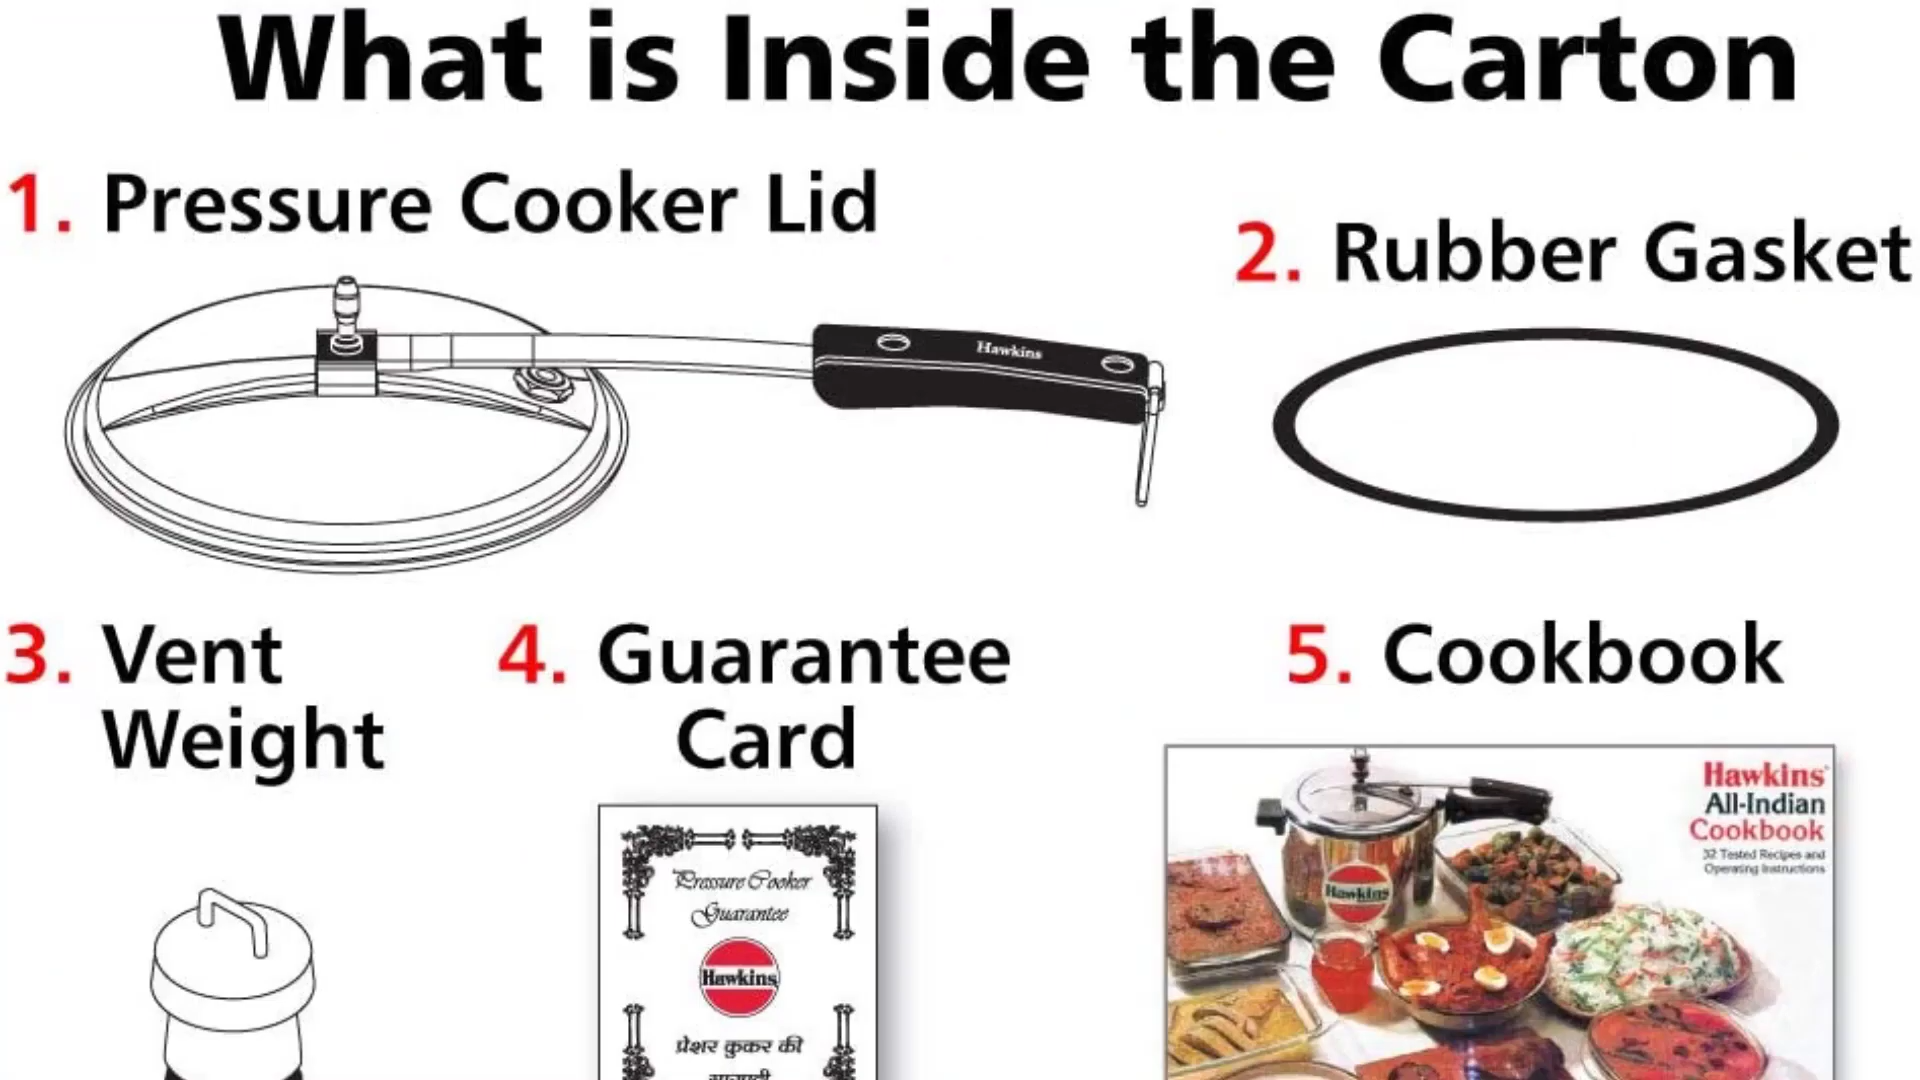 What is Inside the Carton
1. Pressure Cooker Lid
2. Rubber Gasket
Hawkins
3. Vent
Weight
4. Guarantee
Card
5. Cookbook
Pressure Cooker
Guarantee
Hawkins
प्रेशर कुकर की
Hawkins
All-Indian
Cookbook
32 Tested Recipes and
Operating Instructions
Hawkins